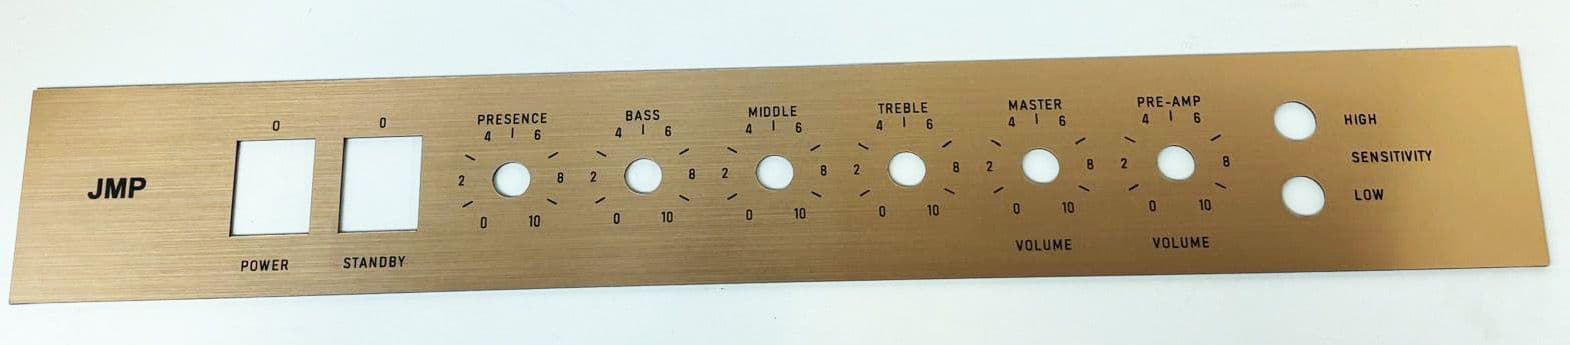 JMP
0
POWER
0
STANDBY
PRESENCE
4 6
2 8
0 10
BASS
4 6
2 8
0 10
MIDDLE
4 6
2 8
0 10
TREBLE
4 6
2 8
0 10
MASTER
4 6
2 8
0 10
VOLUME
PRE-AMP
4 6
2 8
0 10
VOLUME
HIGH
SENSITIVITY
LOW